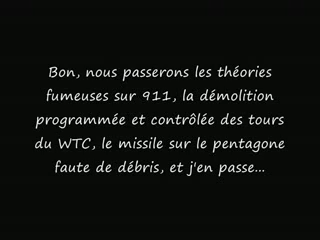 Bon, nous passerons les théories
fumeuses sur 911, la démolition
programmée et contrôlée des tours
du WTC, le missile sur le pentagone
faute de débris, et j'en passe...